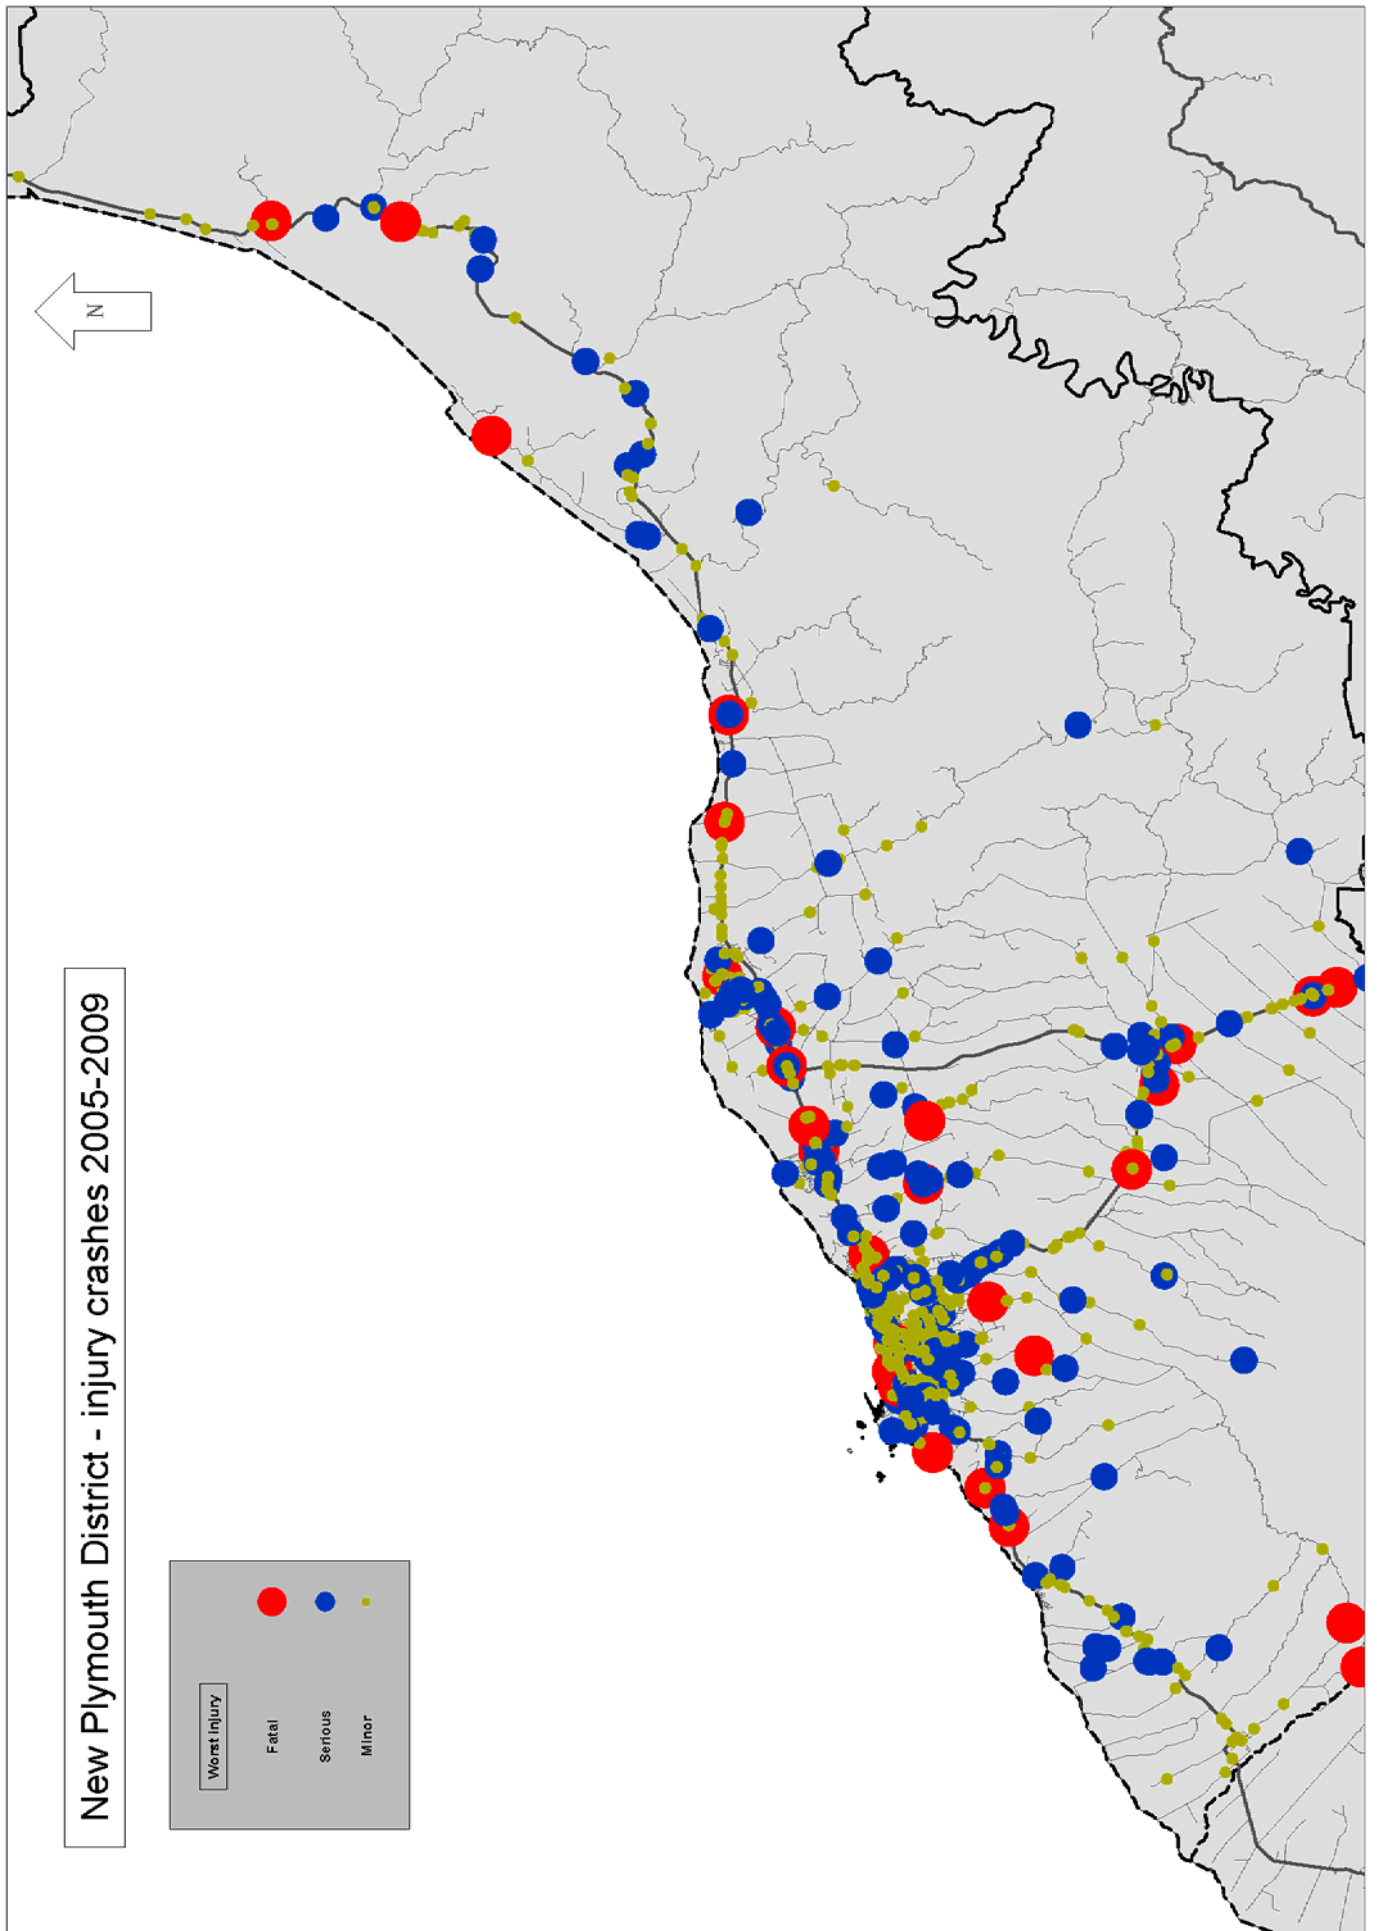 New Plymouth District - injury crashes 2005-2009
N
Worst injury
Fatal
Serious
Minor